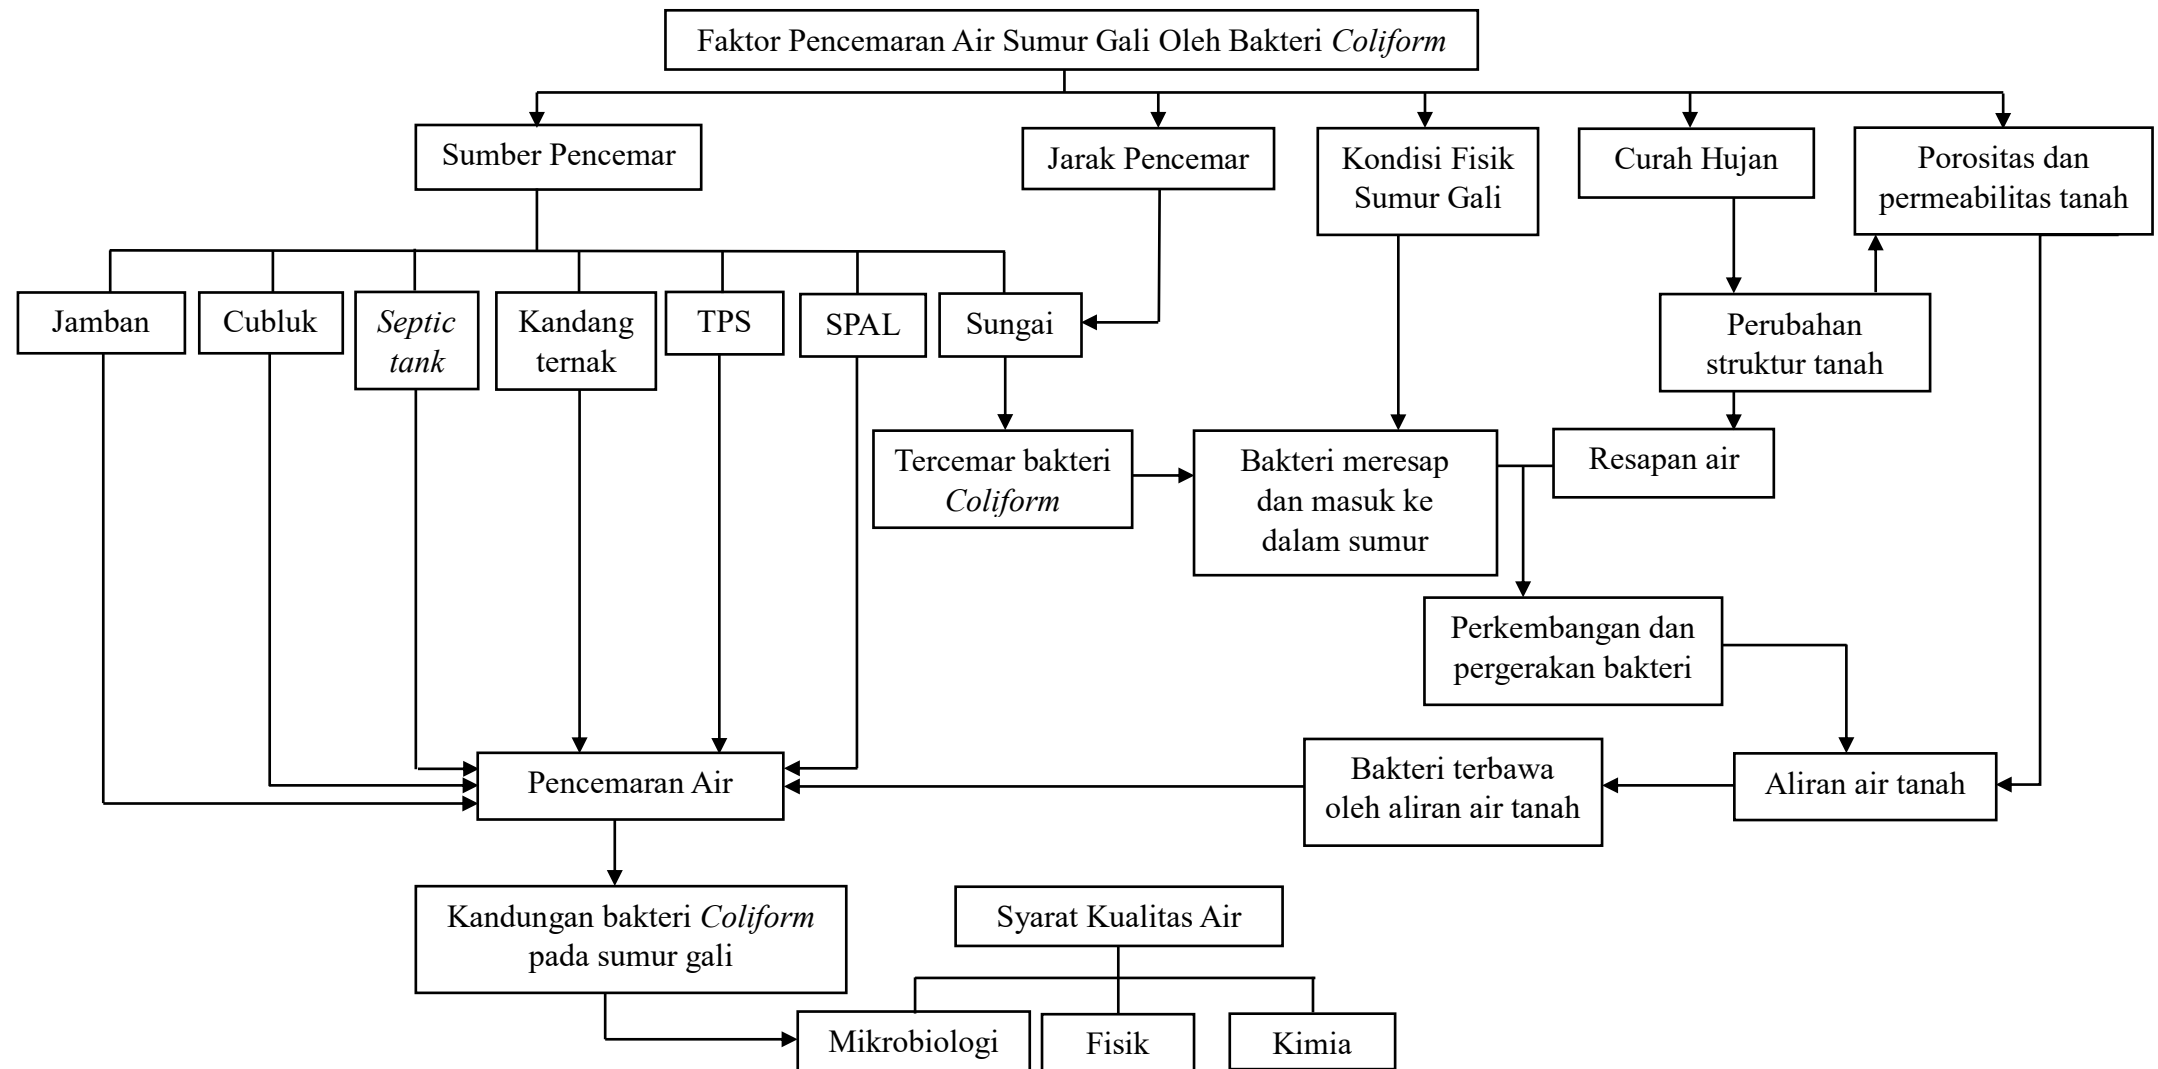 Faktor Pencemaran Air Sumur Gali Oleh Bakteri Coliform
Sumber Pencemar
Jarak Pencemar
Kondisi Fisik
Sumur Gali
Curah Hujan
Porositas dan
permeabilitas tanah
Jamban
Cubluk
Septic
tank
Kandang
ternak
TPS
SPAL
Sungai
Perubahan
struktur tanah
Tercemar bakteri
Coliform
Bakteri meresap
dan masuk ke
dalam sumur
Resapan air
Perkembangan dan
pergerakan bakteri
Pencemaran Air
Bakteri terbawa
oleh aliran air tanah
Aliran air tanah
Kandungan bakteri Coliform
pada sumur gali
Syarat Kualitas Air
Mikrobiologi
Fisik
Kimia